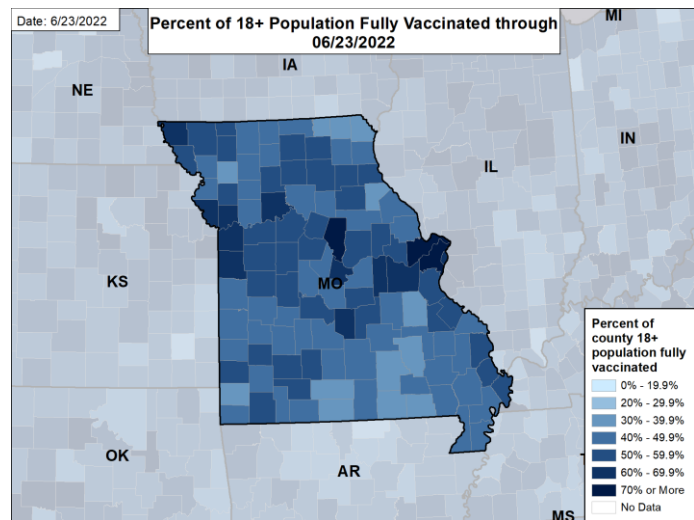 Date: 6/23/2022
Percent of 18+ Population Fully Vaccinated through
06/23/2022
MI
IA
NE
IN
IL
KS
MO
OK
AR
MS
Percent of
county 18+
population fully
vaccinated
0% - 19.9%
20% - 29.9%
30% - 39.9%
40% - 49.9%
50% - 59.9%
60% - 69.9%
70% or More
No Data